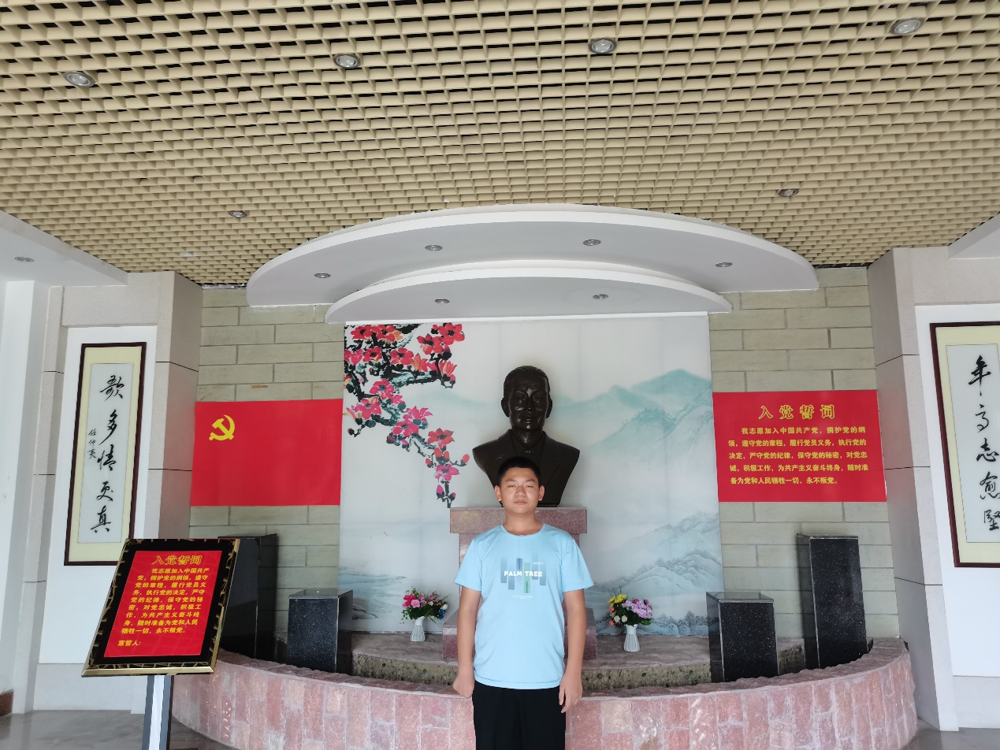 歌多情更真
任仲夷
入党誓词
我志愿加入中国共产
党，拥护党的纲领，遵守
党的章程，履行党员义
务，执行党的决定，严守
党的纪律，保守党的秘
密，对党忠诚，积极工
作，为共产主义奋斗终
身，随时准备为党和人民
牺牲一切，永不叛党。
宣誓人：
PALM TREE
入党誓词
我志愿加入中国共产党，拥护党的纲
领，遵守党的章程，履行党员义务，执行党的
决定，严守党的纪律，保守党的秘密，对党忠
诚，积极工作，为共产主义奋斗终身，随时准
备为党和人民牺牲一切，永不叛党。
年高志愈堅